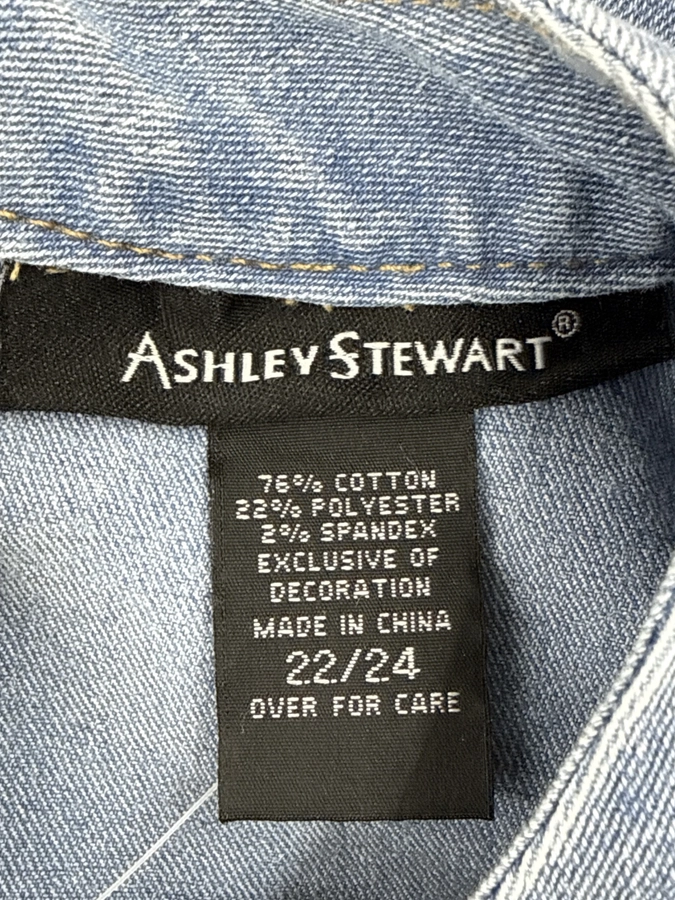 ASHLEY STEWART®
76% COTTON
22% POLYESTER
2% SPANDEX
EXCLUSIVE OF
DECORATION
MADE IN CHINA
22/24
OVER FOR CARE